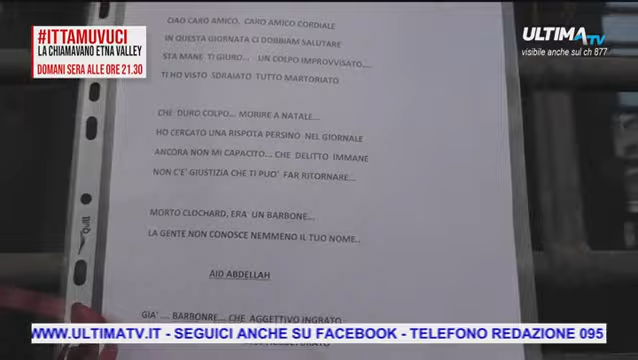 #ITTAMUVUCI
LA CHIAMAVANO ETNA VALLEY
DOMANI SERA ALLE ORE 21.30
ULTIMATV
visibile anche sul ch 877
CIAO CARO AMICO, CARO AMICO CORDIALE
IN QUESTA GIORNATA CI DOBBIAM SALUTARE
STA MANE TI GIURO... UN COLPO IMPROVVISATO....
TI HO VISTO SDRAIATO TUTTO MARTORIATO
CHE DURO COLPO... MORIRE A NATALE...
HO CERCATO UNA RISPOTA PERSINO NEL GIORNALE
ANCORA NON MI CAPACITO... CHE DELITTO IMMANE
NON C'E' GIUSTIZIA CHE TI PUO' FAR RITORNARE...
MORTO CLOCHARD, ERA' UN BARBONE...
LA GENTE NON CONOSCE NEMMENO IL TUO NOME..
AID ABDELLAH
GIA' .... BARBONRE... CHE AGGETTIVO INGRATO
WWW.ULTIMATV.IT - SEGUICI ANCHE SU FACEBOOK - TELEFONO REDAZIONE 095